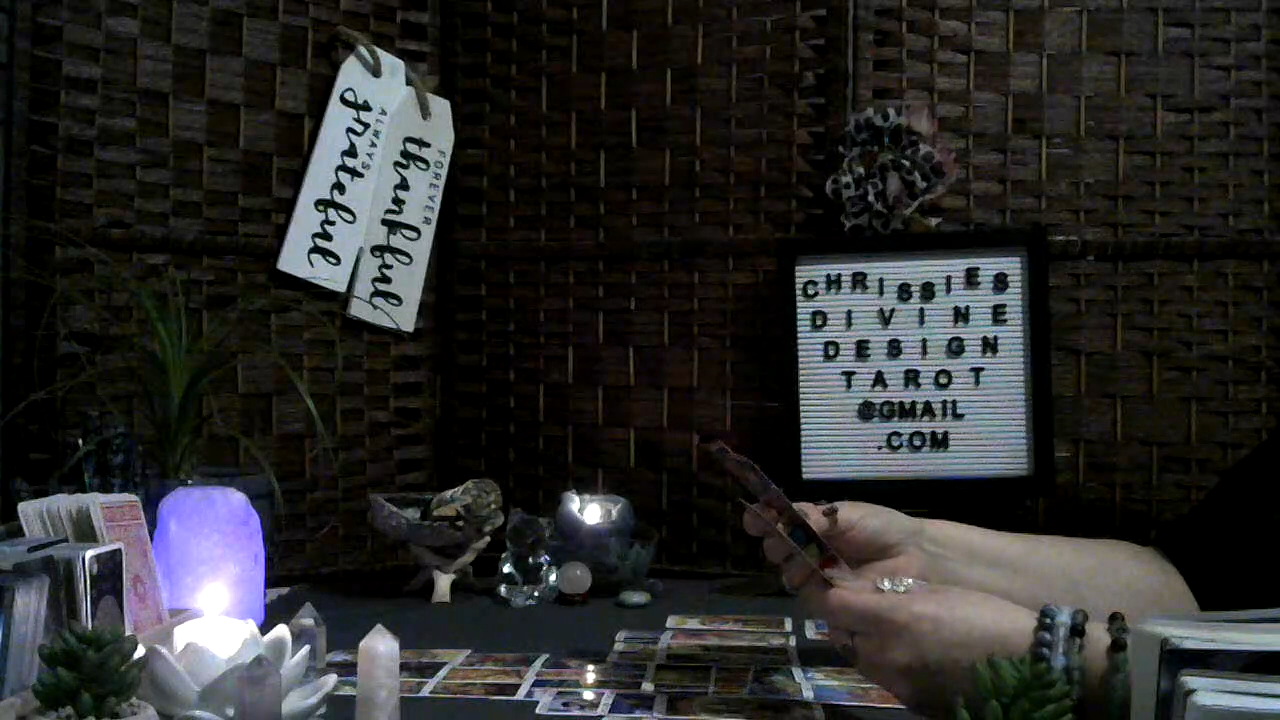 ALWAYS
grateful
FOREVER
thankful
CHRISSIES
DIVINE
DESIGN
TAROT
@GMAIL
.COM